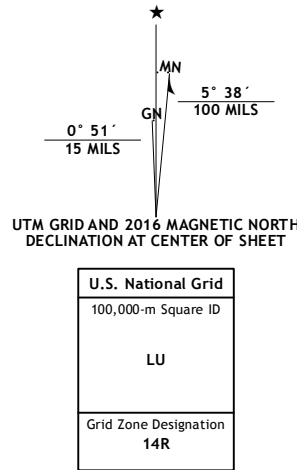 ★
MN
GN
5° 38´
100 MILS
0° 51´
15 MILS
UTM GRID AND 2016 MAGNETIC NORTH
DECLINATION AT CENTER OF SHEET
U.S. National Grid
100,000-m Square ID
LU
Grid Zone Designation
14R